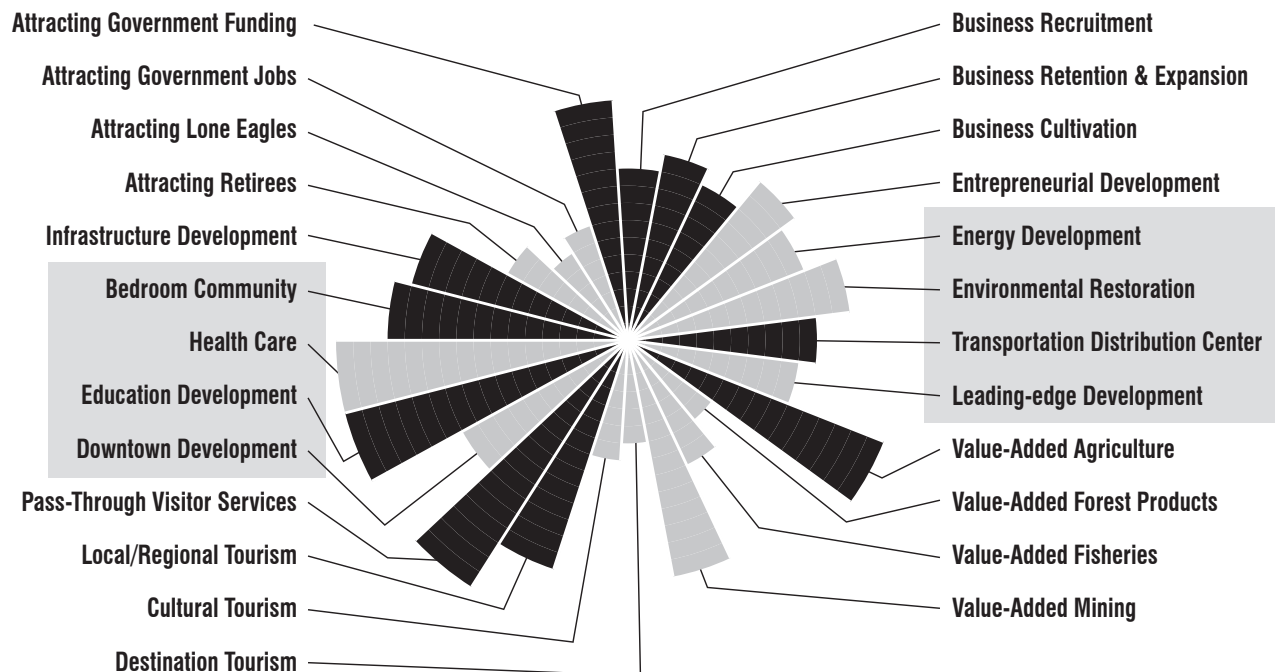 Attracting Government Funding
Attracting Government Jobs
Attracting Lone Eagles
Attracting Retirees
Infrastructure Development
Bedroom Community
Health Care
Education Development
Downtown Development
Pass-Through Visitor Services
Local/Regional Tourism
Cultural Tourism
Destination Tourism
Business Recruitment
Business Retention & Expansion
Business Cultivation
Entrepreneurial Development
Energy Development
Environmental Restoration
Transportation Distribution Center
Leading-edge Development
Value-Added Agriculture
Value-Added Forest Products
Value-Added Fisheries
Value-Added Mining